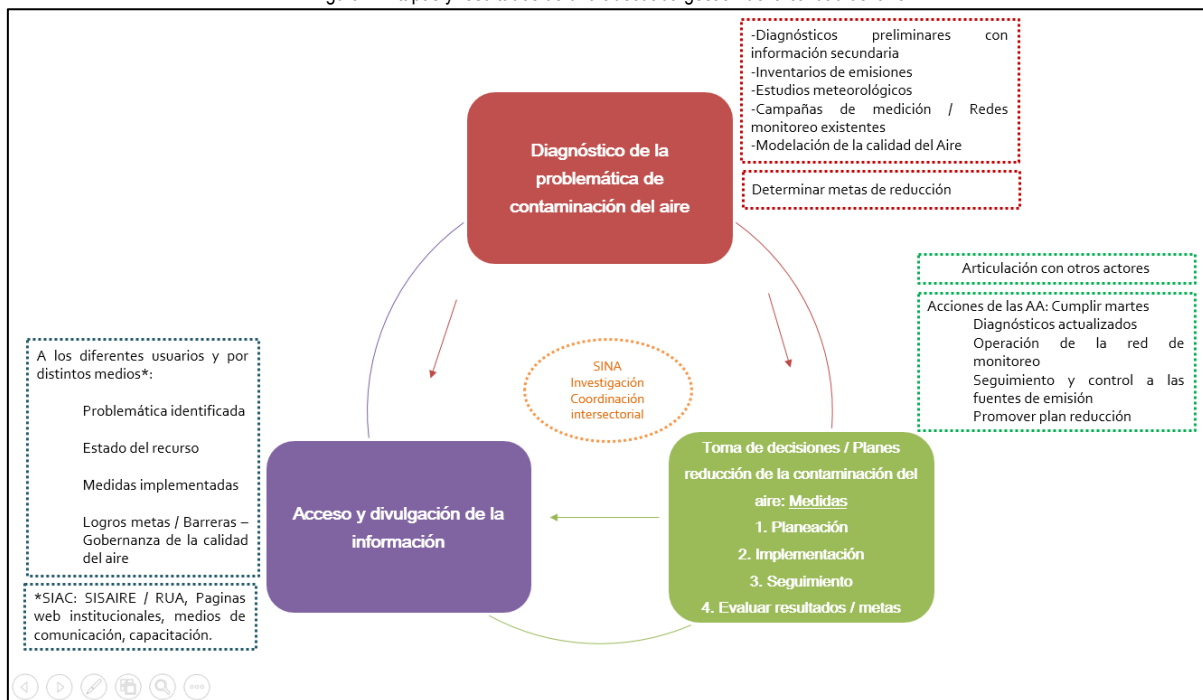 -Diagnósticos preliminares con
información secundaria
-Inventarios de emisiones
-Estudios meteorológicos
-Campañas de medición / Redes
monitoreo existentes
-Modelación de la calidad del Aire
Determinar metas de reducción
Diagnóstico de la
problemática de
contaminación del aire
Articulación con otros actores
Acciones de las AA: Cumplir martes
Diagnósticos actualizados
Operación de la red de
monitoreo
Seguimiento y control a las
fuentes de emisión
Promover plan reducción
SINA
Investigación
Coordinación
intersectorial
A los diferentes usuarios y por
distintos medios*:
Problemática identificada
Estado del recurso
Medidas implementadas
Logros metas / Barreras –
Gobernanza de la calidad
del aire
*SIAC: SISAIRE / RUA, Paginas
web institucionales, medios de
comunicación, capacitación.
Acceso y divulgación de la
información
Toma de decisiones / Planes
reducción de la contaminación del
aire: Medidas
1. Planeación
2. Implementación
3. Seguimiento
4. Evaluar resultados / metas